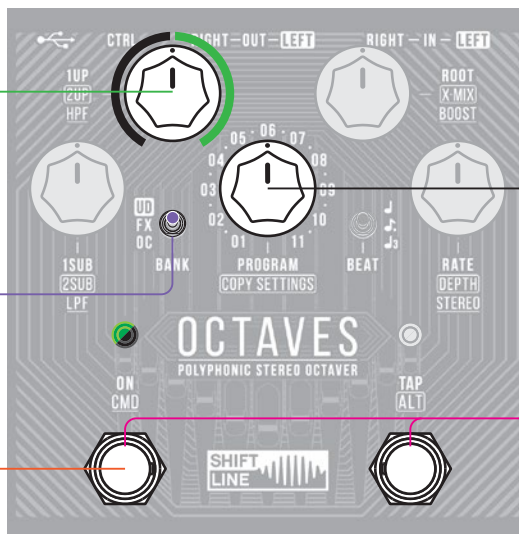 CTRL RIGHT-OUT-LEFT RIGHT-IN-LEFT
1UP
2UP
HPF
ROOT
X-MIX
BOOST
01 02 03 04 05 06 07 08 09 10 11
UD
FX
OC
BANK
PROGRAM
COPY SETTINGS
BEAT
3
1SUB
2SUB
LPF
RATE
DEPTH
STEREO
OCTAVES
POLYPHONIC STEREO OCTAVER
ON
CMD
TAP
ALT
SHIFT
LINE